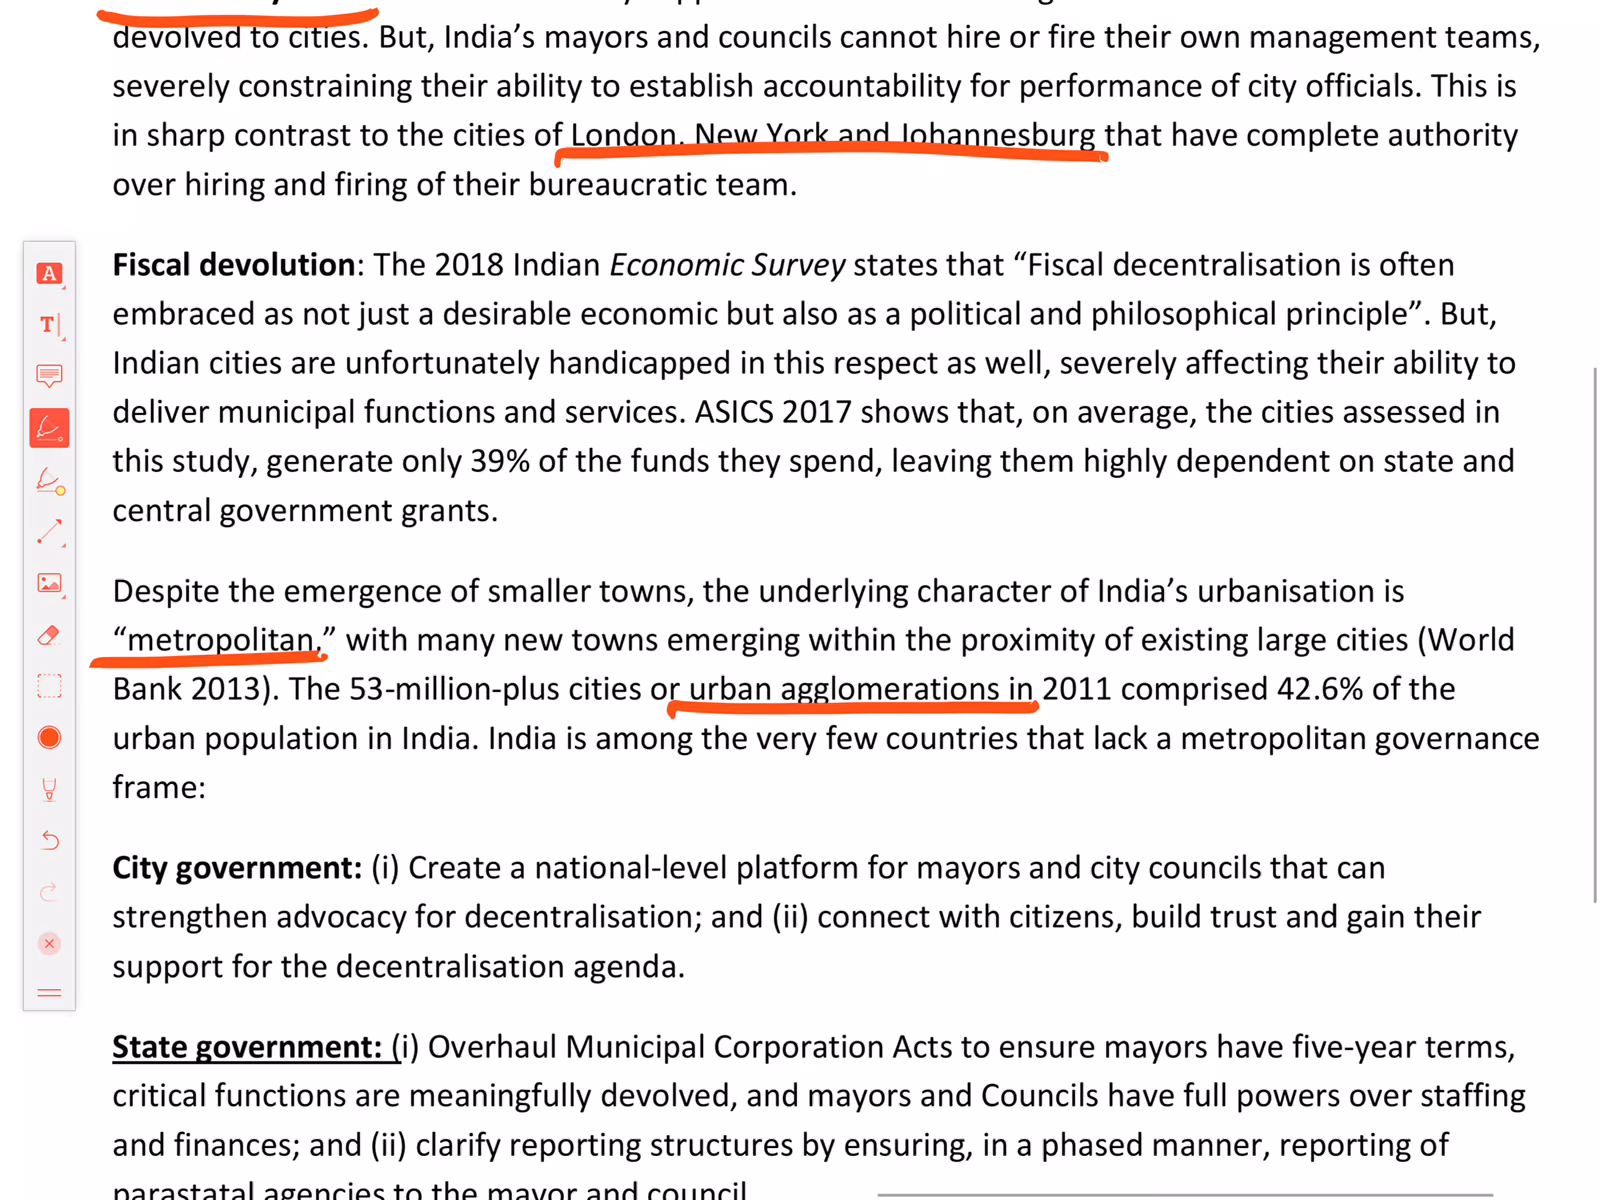 devolved to cities. But, India’s mayors and councils cannot hire or fire their own management teams,
severely constraining their ability to establish accountability for performance of city officials. This is
in sharp contrast to the cities of London, New York and Johannesburg that have complete authority
over hiring and firing of their bureaucratic team.
Fiscal devolution: The 2018 Indian Economic Survey states that “Fiscal decentralisation is often
embraced as not just a desirable economic but also as a political and philosophical principle”. But,
Indian cities are unfortunately handicapped in this respect as well, severely affecting their ability to
deliver municipal functions and services. ASICS 2017 shows that, on average, the cities assessed in
this study, generate only 39% of the funds they spend, leaving them highly dependent on state and
central government grants.
Despite the emergence of smaller towns, the underlying character of India’s urbanisation is
“metropolitan,” with many new towns emerging within the proximity of existing large cities (World
Bank 2013). The 53-million-plus cities or urban agglomerations in 2011 comprised 42.6% of the
urban population in India. India is among the very few countries that lack a metropolitan governance
frame:
City government: (i) Create a national-level platform for mayors and city councils that can
strengthen advocacy for decentralisation; and (ii) connect with citizens, build trust and gain their
support for the decentralisation agenda.
State government: (i) Overhaul Municipal Corporation Acts to ensure mayors have five-year terms,
critical functions are meaningfully devolved, and mayors and Councils have full powers over staffing
and finances; and (ii) clarify reporting structures by ensuring, in a phased manner, reporting of
parastatal agencies to the mayor and council